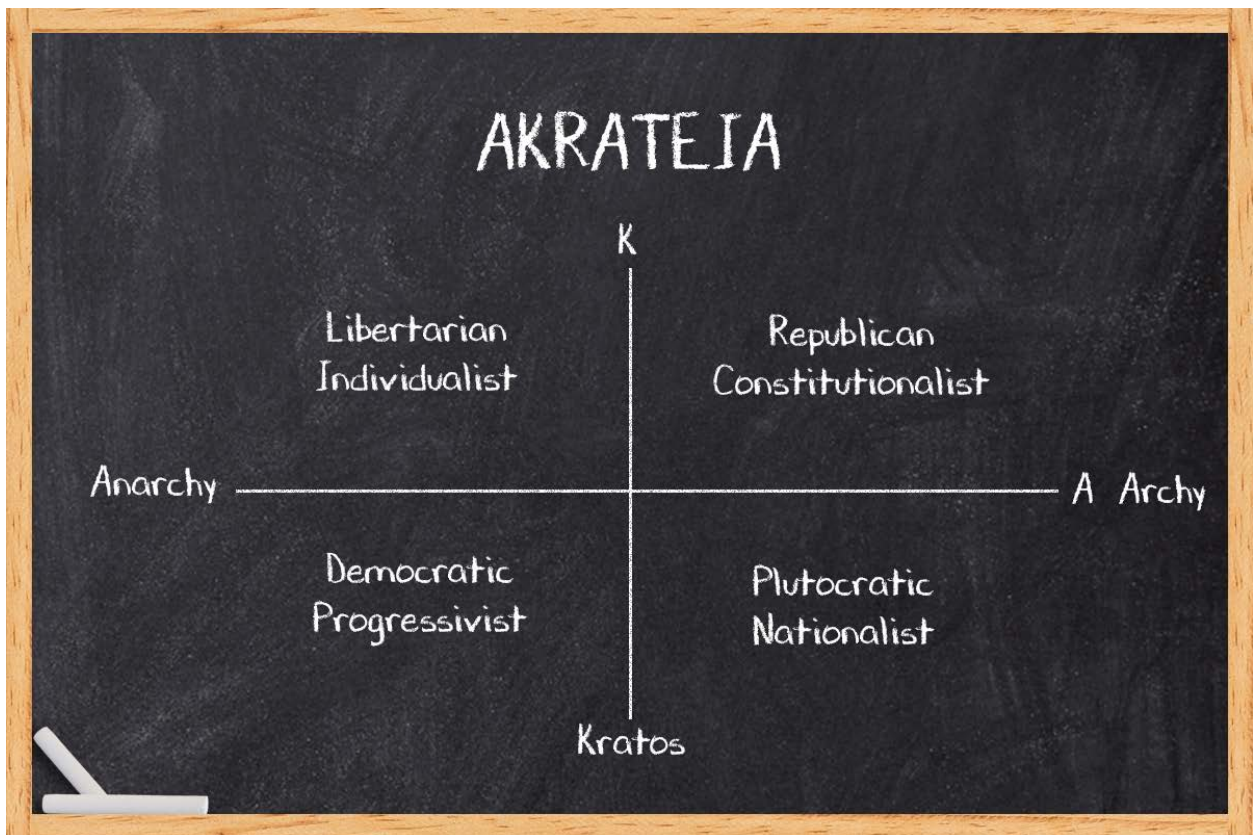 AKRATEIA
K
Libertarian
Individualist
Republican
Constitutionalist
Anarchy
A Archy
Democratic
Progressivist
Plutocratic
Nationalist
Kratos